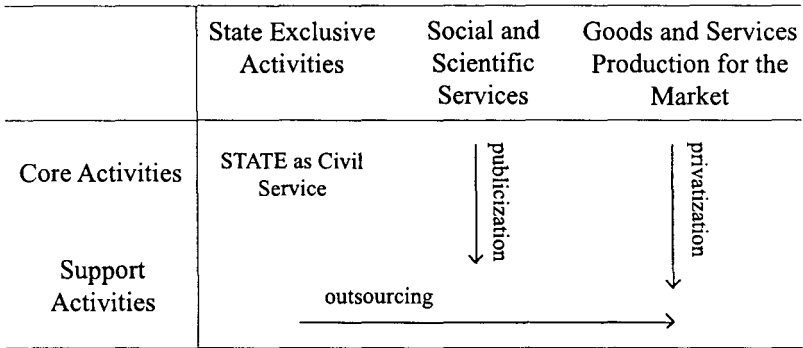 State Exclusive
Activities
Social and
Scientific
Services
Goods and Services
Production for the
Market
Core Activities
STATE as Civil
Service
publicization
privatization
Support
Activities
outsourcing